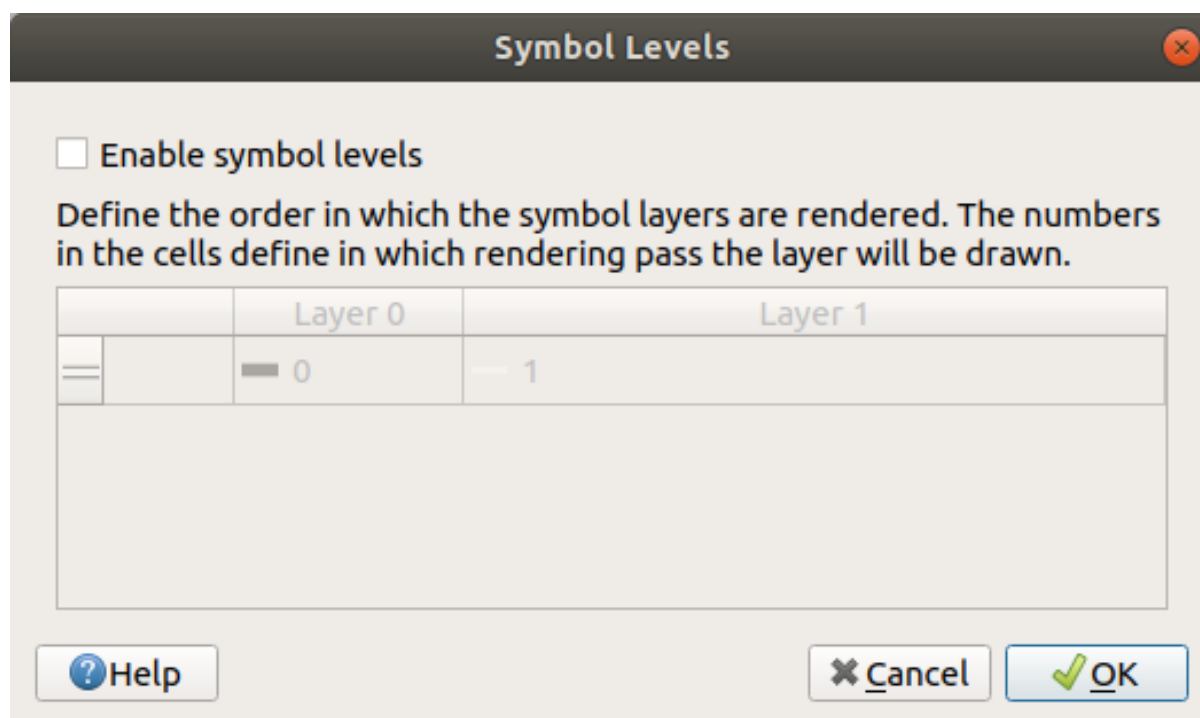 Symbol Levels
Enable symbol levels
Define the order in which the symbol layers are rendered. The numbers
in the cells define in which rendering pass the layer will be drawn.
Layer 0 Layer 1
0 1
Help Cancel OK